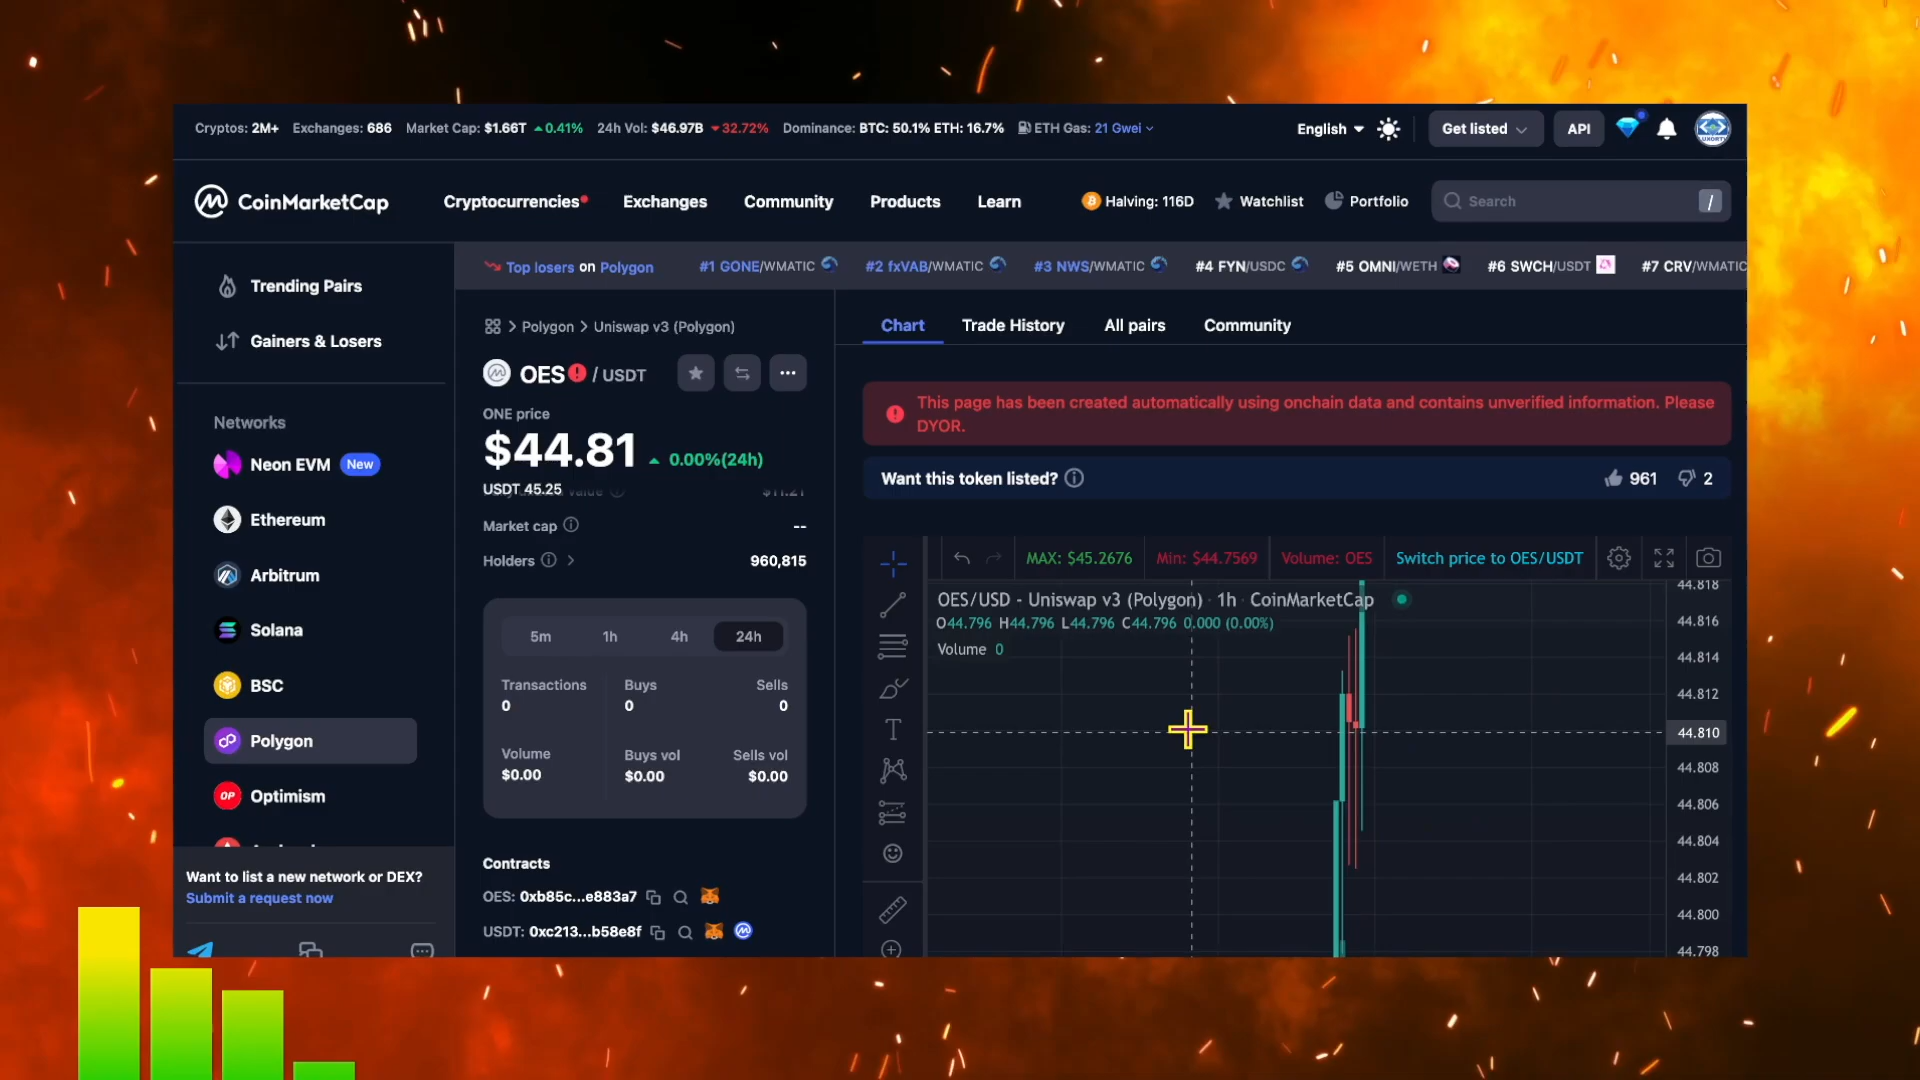 Cryptos: 2M+ Exchanges: 686 Market Cap: $1.66T 0.41% 24h Vol: $46.97B 32.72% Dominance: BTC: 50.1% ETH: 16.7% ETH Gas: 21 Gwei
English
Get listed
API
CoinMarketCap
Cryptocurrencies
Exchanges
Community
Products
Learn
Halving: 116D
Watchlist
Portfolio
Search
/
Trending Pairs
Gainers & Losers
Networks
Neon EVM New
Ethereum
Arbitrum
Solana
BSC
Polygon
OP Optimism
Want to list a new network or DEX?
Submit a request now
Top losers on Polygon #1 GONE/WMATIC #2 fxVAB/WMATIC #3 NWS/WMATIC #4 FYN/USDC #5 OMNI/WETH #6 SWCH/USDT #7 CRV/WMATIC
Polygon > Uniswap v3 (Polygon)
OES / USDT
ONE price
$44.81 0.00%(24h)
USDT 45.25
Market cap --
Holders > 960,815
5m 1h 4h 24h
Transactions Buys Sells
0 0 0
Volume Buys vol Sells vol
$0.00 $0.00 $0.00
Contracts
OES: 0xb85c...e883a7
USDT: 0xc213...b58e8f
Chart
Trade History
All pairs
Community
This page has been created automatically using onchain data and contains unverified information. Please
DYOR.
Want this token listed? 961 2
MAX: $45.2676 Min: $44.7569 Volume: OES Switch price to OES/USDT
OES/USD - Uniswap v3 (Polygon) · 1h · CoinMarketCap
O44.796 H44.796 L44.796 C44.796 0.000 (0.00%)
Volume 0
44.818
44.816
44.814
44.812
44.810
44.808
44.806
44.804
44.802
44.800
44.798